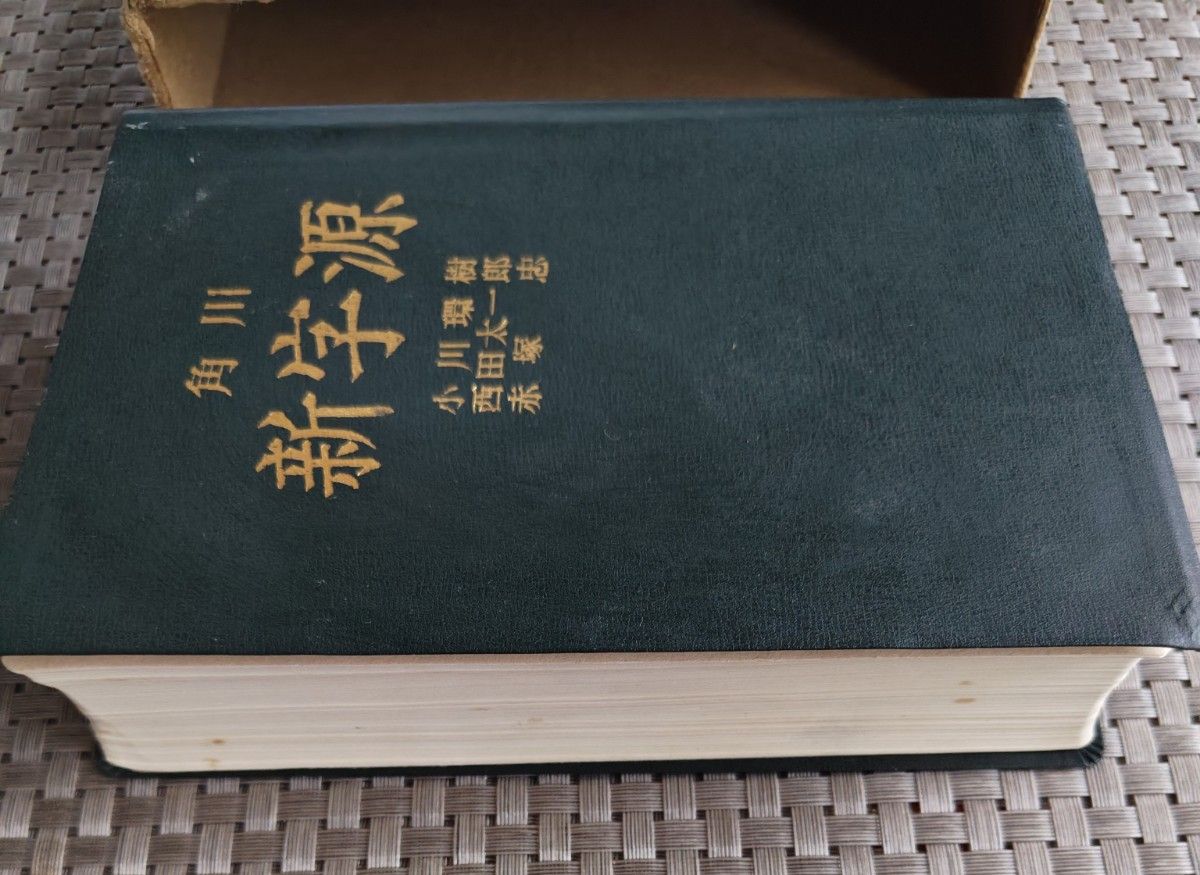 角川
新字源
小川環樹
西田太一郎
赤塚忠